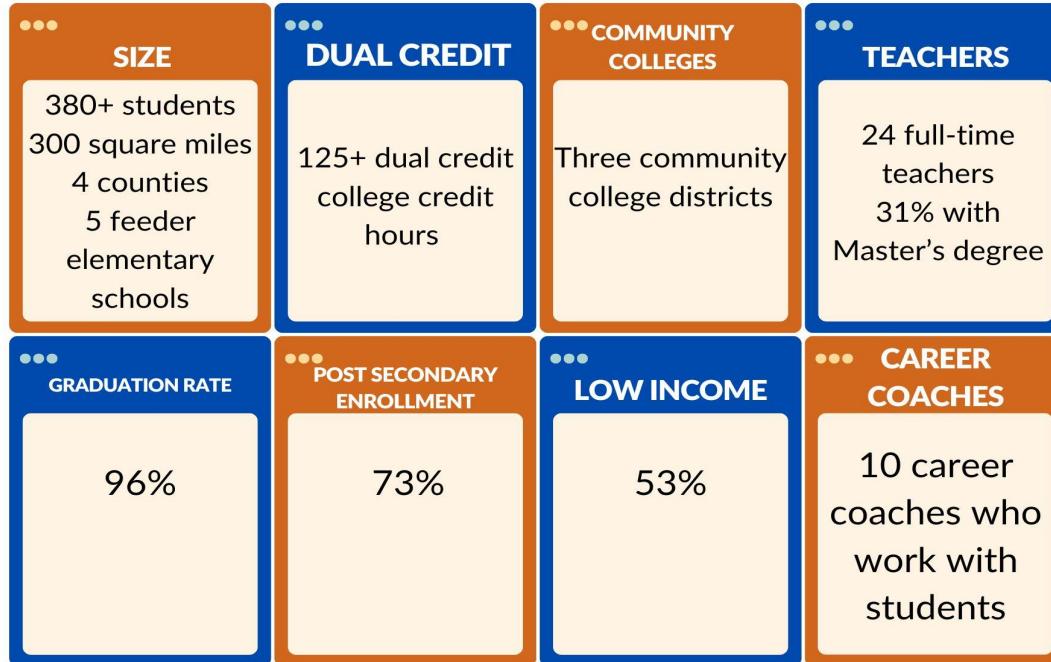 SIZE
380+ students
300 square miles
4 counties
5 feeder
elementary
schools
DUAL CREDIT
125+ dual credit
college credit
hours
COMMUNITY
COLLEGES
Three community
college districts
TEACHERS
24 full-time
teachers
31% with
Master’s degree
GRADUATION RATE
96%
POST SECONDARY
ENROLLMENT
73%
LOW INCOME
53%
CAREER
COACHES
10 career
coaches who
work with
students